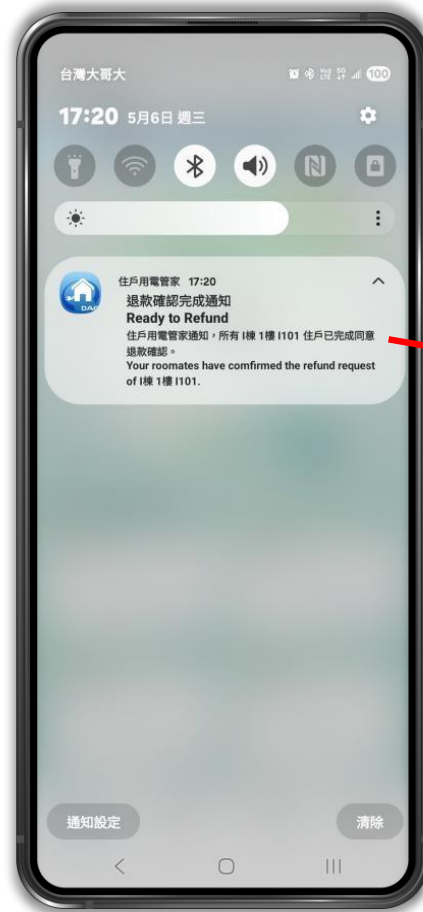 台灣大哥大 100
17:20 5月6日 週三
DAE
住戶用電管家 17:20
退款確認完成通知
Ready to Refund
住戶用電管家通知，所有 I棟 1樓 I101 住戶已完成同意
退款確認。
Your roomates have comfirmed the refund request
of I棟 1樓 I101.
通知設定 清除